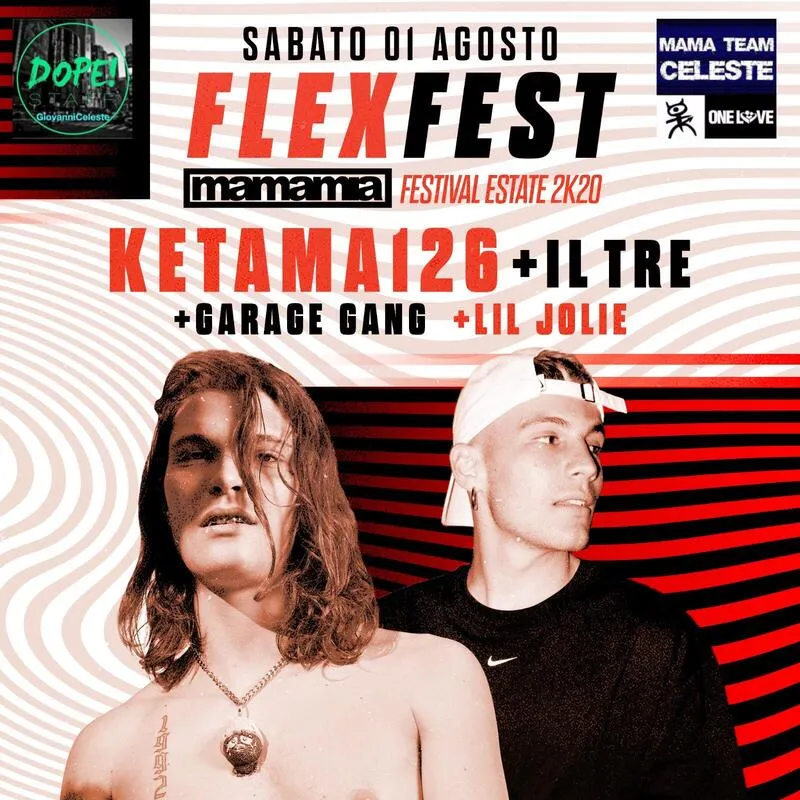 SABATO 01 AGOSTO
DOPE!
STAFF
GiovanniCeleste
MAMA TEAM
CELESTE
ONE LOVE
FLEXFEST
mamamia FESTIVAL ESTATE 2K20
KETAMA126 +IL TRE
+GARAGE GANG +LIL JOLIE